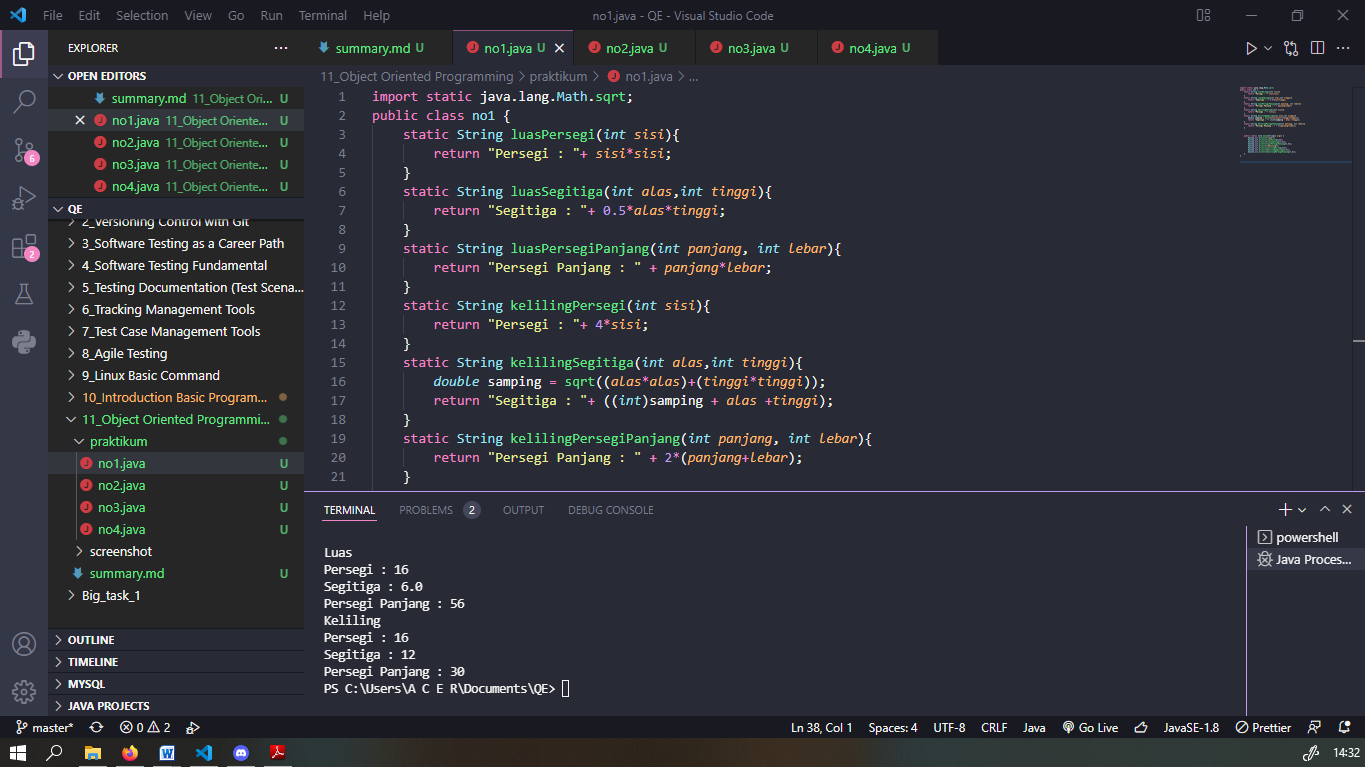 File Edit Selection View Go Run Terminal Help no1.java - QE - Visual Studio Code
EXPLORER
OPEN EDITORS
summary.md 11_Object Ori... U
no1.java 11_Object Oriente... U
no2.java 11_Object Oriente... U
no3.java 11_Object Oriente... U
no4.java 11_Object Oriente... U
QE
2_Versioning Control with Git
3_Software Testing as a Career Path
4_Software Testing Fundamental
5_Testing Documentation (Test Scena...
6_Tracking Management Tools
7_Test Case Management Tools
8_Agile Testing
9_Linux Basic Command
10_Introduction Basic Program...
11_Object Oriented Programmi...
praktikum
no1.java U
no2.java U
no3.java U
no4.java U
screenshot
summary.md U
Big_task_1
OUTLINE
TIMELINE
MYSQL
JAVA PROJECTS
6
2
summary.md U no1.java U no2.java U no3.java U no4.java U
11_Object Oriented Programming > praktikum > no1.java > ...
1 import static java.lang.Math.sqrt;
2 public class no1 {
3 static String luasPersegi(int sisi){
4 return "Persegi : "+ sisi*sisi;
5 }
6 static String luasSegitiga(int alas,int tinggi){
7 return "Segitiga : "+ 0.5*alas*tinggi;
8 }
9 static String luasPersegiPanjang(int panjang, int lebar){
10 return "Persegi Panjang : " + panjang*lebar;
11 }
12 static String kelilingPersegi(int sisi){
13 return "Persegi : "+ 4*sisi;
14 }
15 static String kelilingSegitiga(int alas,int tinggi){
16 double samping = sqrt((alas*alas)+(tinggi*tinggi));
17 return "Segitiga : "+ ((int)samping + alas +tinggi);
18 }
19 static String kelilingPersegiPanjang(int panjang, int lebar){
20 return "Persegi Panjang : " + 2*(panjang+lebar);
21 }
TERMINAL PROBLEMS 2 OUTPUT DEBUG CONSOLE
Luas
Persegi : 16
Segitiga : 6.0
Persegi Panjang : 56
Keliling
Persegi : 16
Segitiga : 12
Persegi Panjang : 30
PS C:\Users\A C E R\Documents\QE>
powershell
Java Proces...
master* 0 2 Ln 38, Col 1 Spaces: 4 UTF-8 CRLF Java Go Live JavaSE-1.8 Prettier
14:32